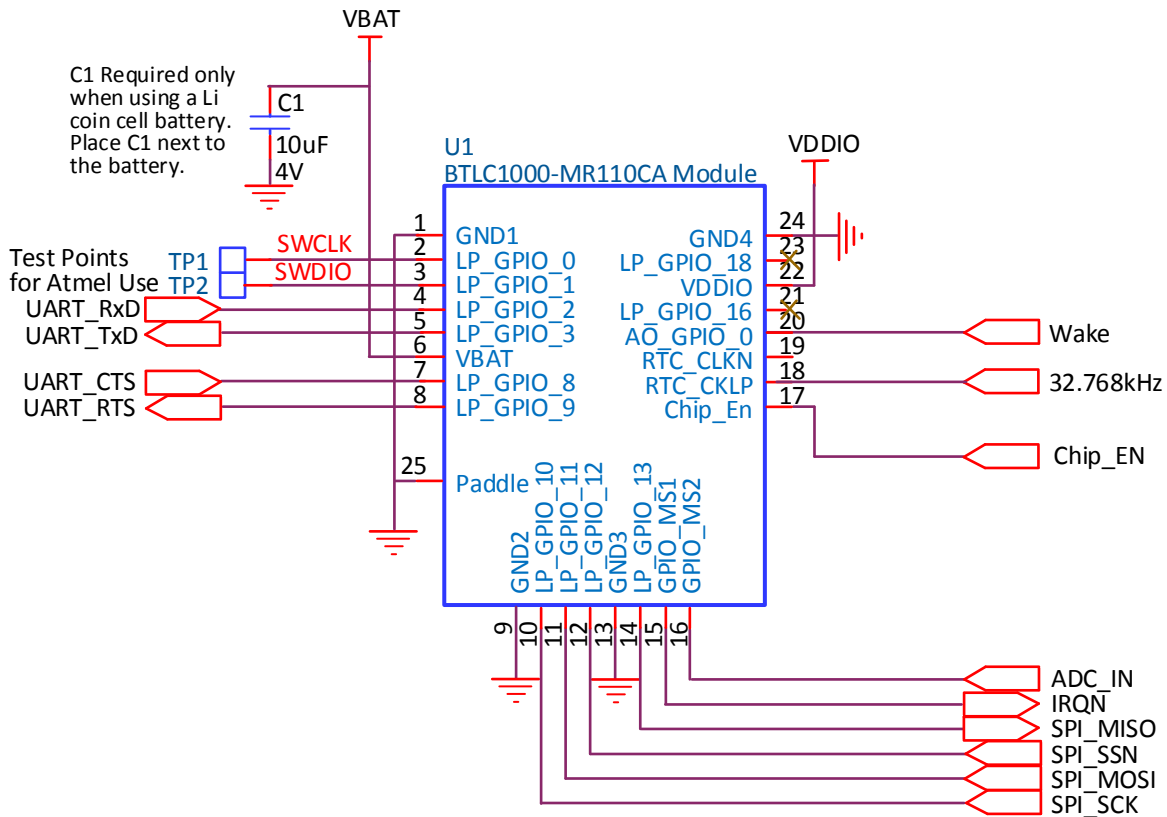 VBAT
C1 Required only
when using a Li
coin cell battery.
Place C1 next to
the battery.
C1
10uF
4V
U1
BTLC1000-MR110CA Module
VDDIO
1
GND1
2
LP_GPIO_0
3
LP_GPIO_1
4
LP_GPIO_2
5
LP_GPIO_3
6
VBAT
7
LP_GPIO_8
8
LP_GPIO_9
25
Paddle
SWCLK
SWDIO
Test Points
for Atmel Use
TP1
TP2
UART_RxD
UART_TxD
UART_CTS
UART_RTS
24
GND4
23
LP_GPIO_18
22
VDDIO
21
LP_GPIO_16
20
AO_GPIO_0
19
RTC_CLKN
18
RTC_CKLP
17
Chip_En
Wake
32.768kHz
Chip_EN
GND2
LP_GPIO_10
LP_GPIO_11
LP_GPIO_12
GND3
LP_GPIO_13
GPIO_MS1
GPIO_MS2
9
10
11
12
13
14
15
16
ADC_IN
IRQN
SPI_MISO
SPI_SSN
SPI_MOSI
SPI_SCK